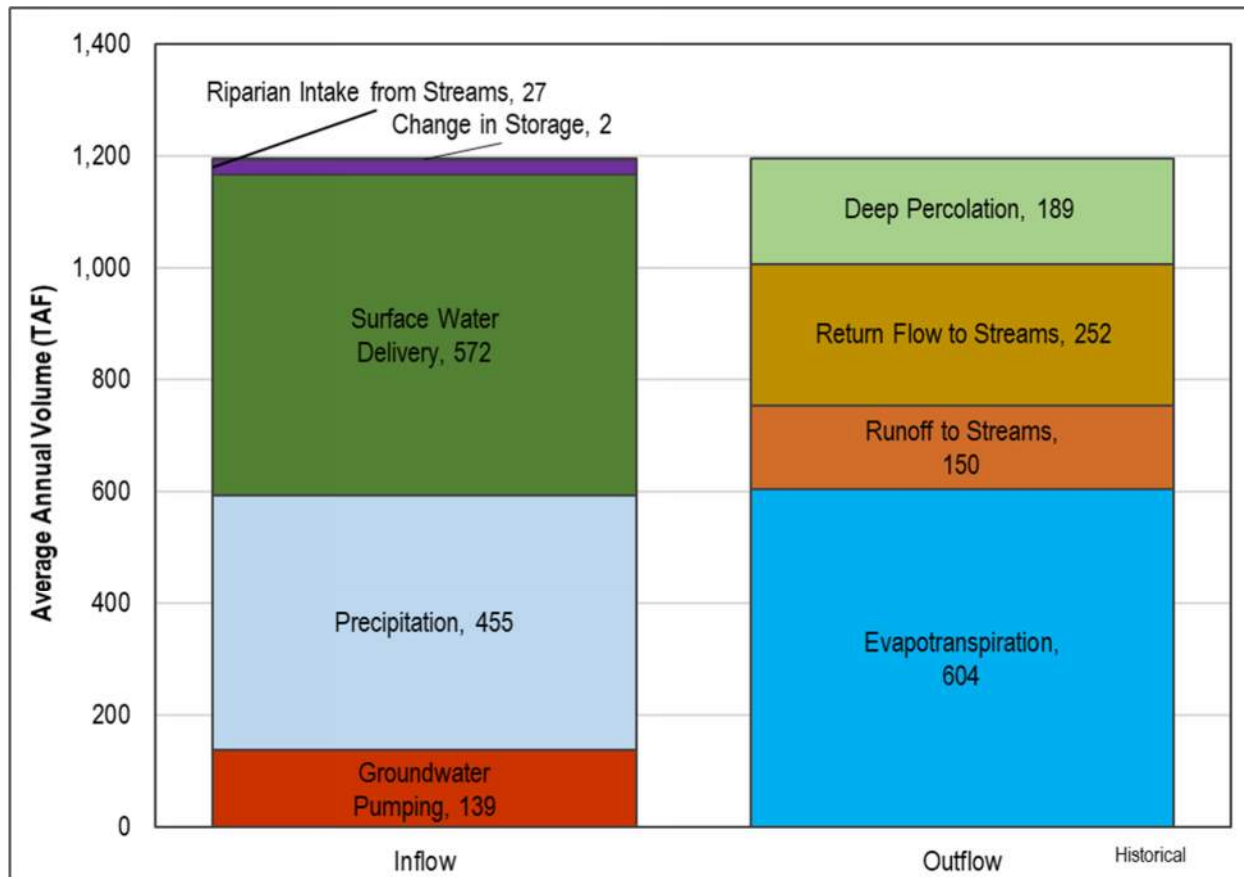 1,400
1,200
1,000
800
600
400
200
0
Average Annual Volume (TAF)
Riparian Intake from Streams, 27
Change in Storage, 2
Surface Water
Delivery, 572
Precipitation, 455
Groundwater
Pumping, 139
Deep Percolation, 189
Return Flow to Streams, 252
Runoff to Streams,
150
Evapotranspiration,
604
Inflow
Outflow
Historical